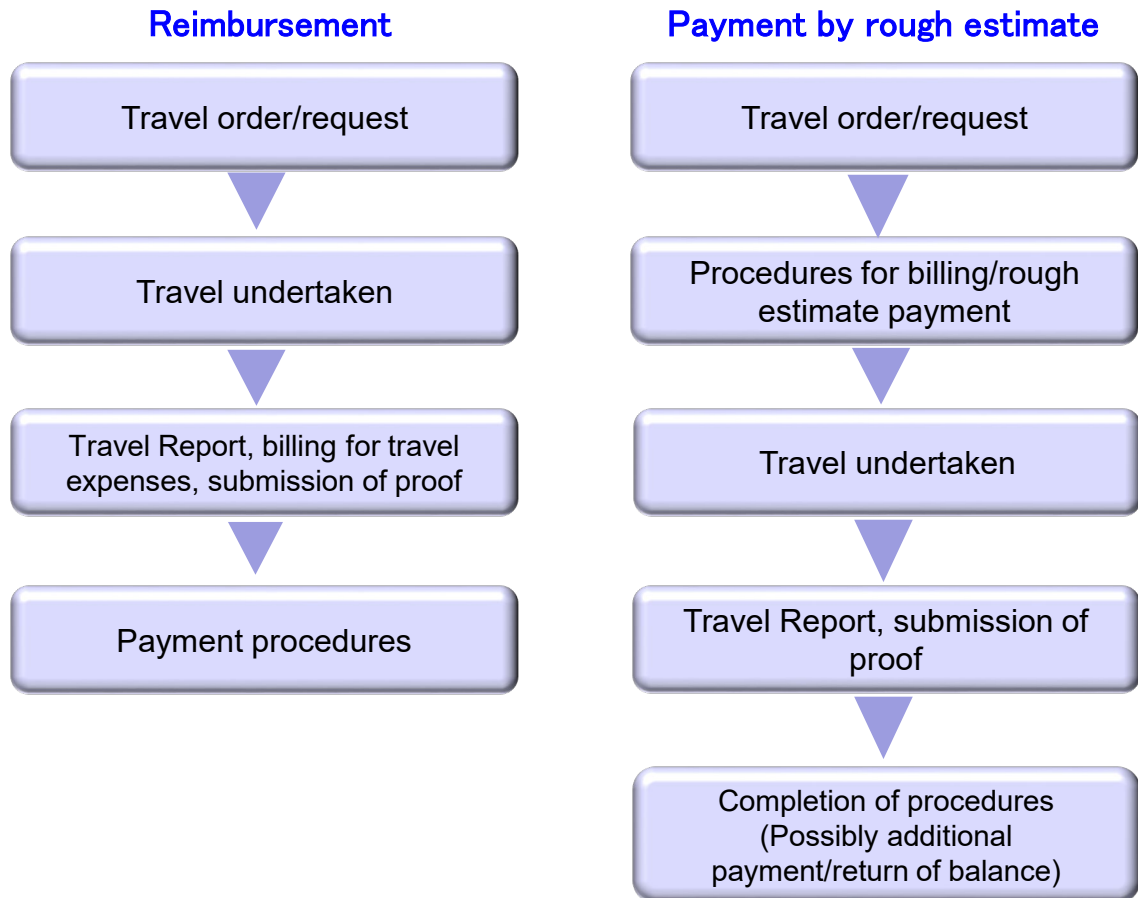 Reimbursement
Travel order/request
Travel undertaken
Travel Report, billing for travel
expenses, submission of proof
Payment procedures
Payment by rough estimate
Travel order/request
Procedures for billing/rough
estimate payment
Travel undertaken
Travel Report, submission of
proof
Completion of procedures
(Possibly additional
payment/return of balance)